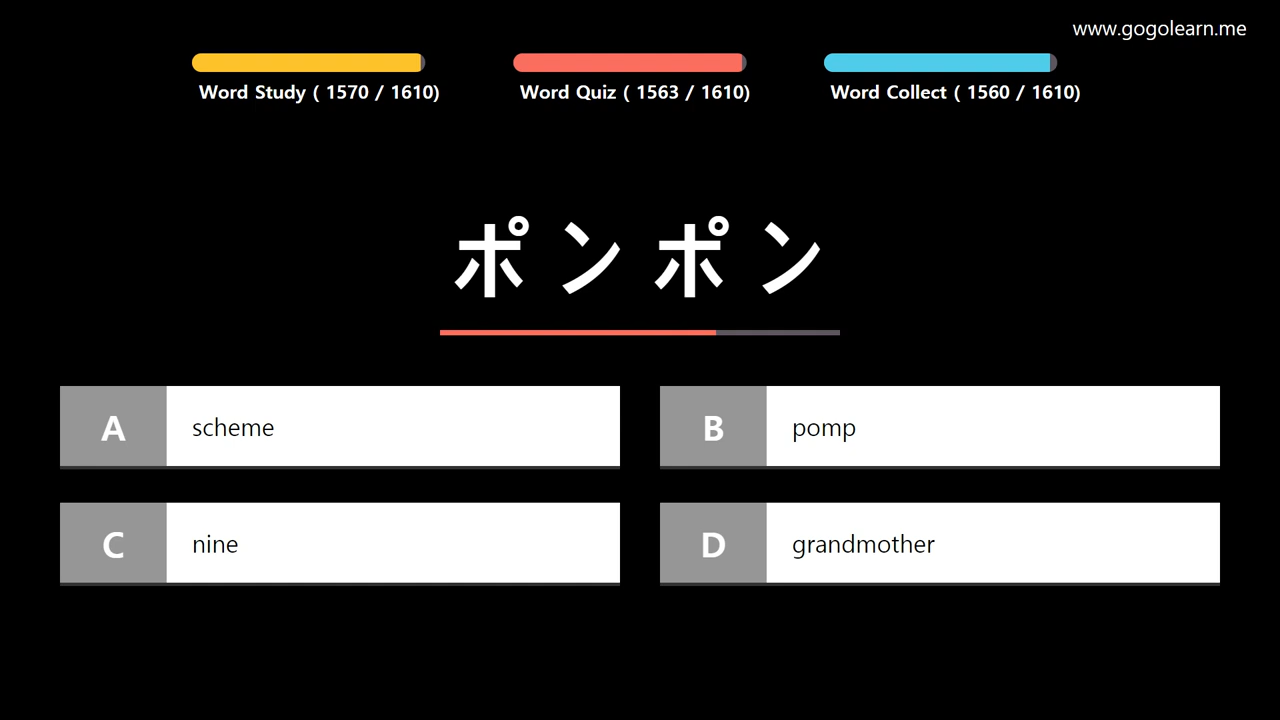 www.gogolearn.me
Word Study ( 1570 / 1610)
Word Quiz ( 1563 / 1610)
Word Collect ( 1560 / 1610)
ポンポン
A scheme
B pomp
C nine
D grandmother